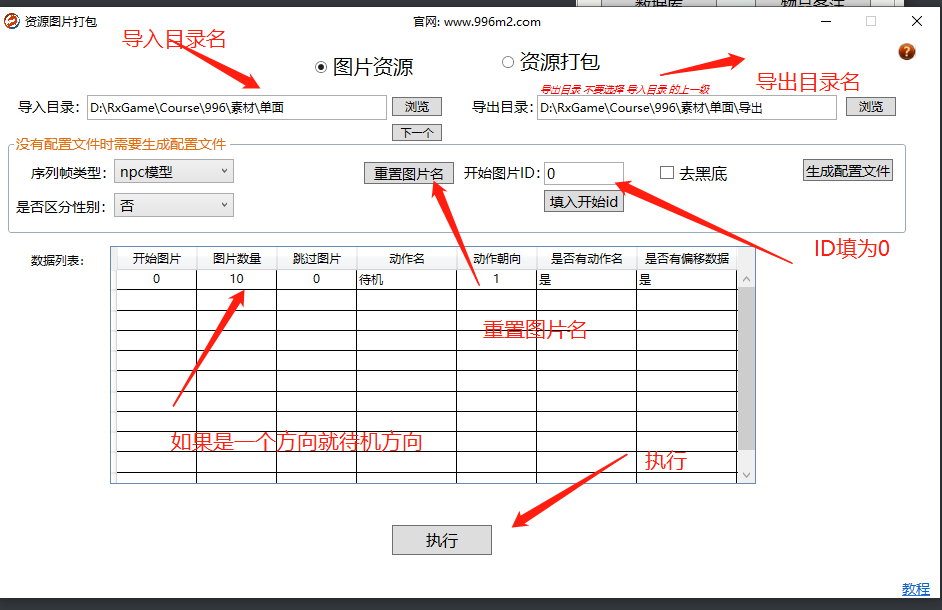 数据库
物品备注
资源图片打包
官网: www.996m2.com
导入目录名
图片资源
资源打包
导出目录 不要选择 导入目录 的上一级
导出目录名
导入目录:
D:\RxGame\Course\996\素材\单面
浏览
导出目录:
D:\RxGame\Course\996\素材\单面\导出
浏览
下一个
没有配置文件时需要生成配置文件
序列帧类型:
npc模型
重置图片名
开始图片ID:
0
去黑底
生成配置文件
是否区分性别:
否
填入开始id
ID填为0
数据列表:
开始图片 图片数量 跳过图片 动作名 动作朝向 是否有动作名 是否有偏移数据
0 10 0 待机 1 是 是
重置图片名
如果是一个方向就待机方向
执行
执行
教程